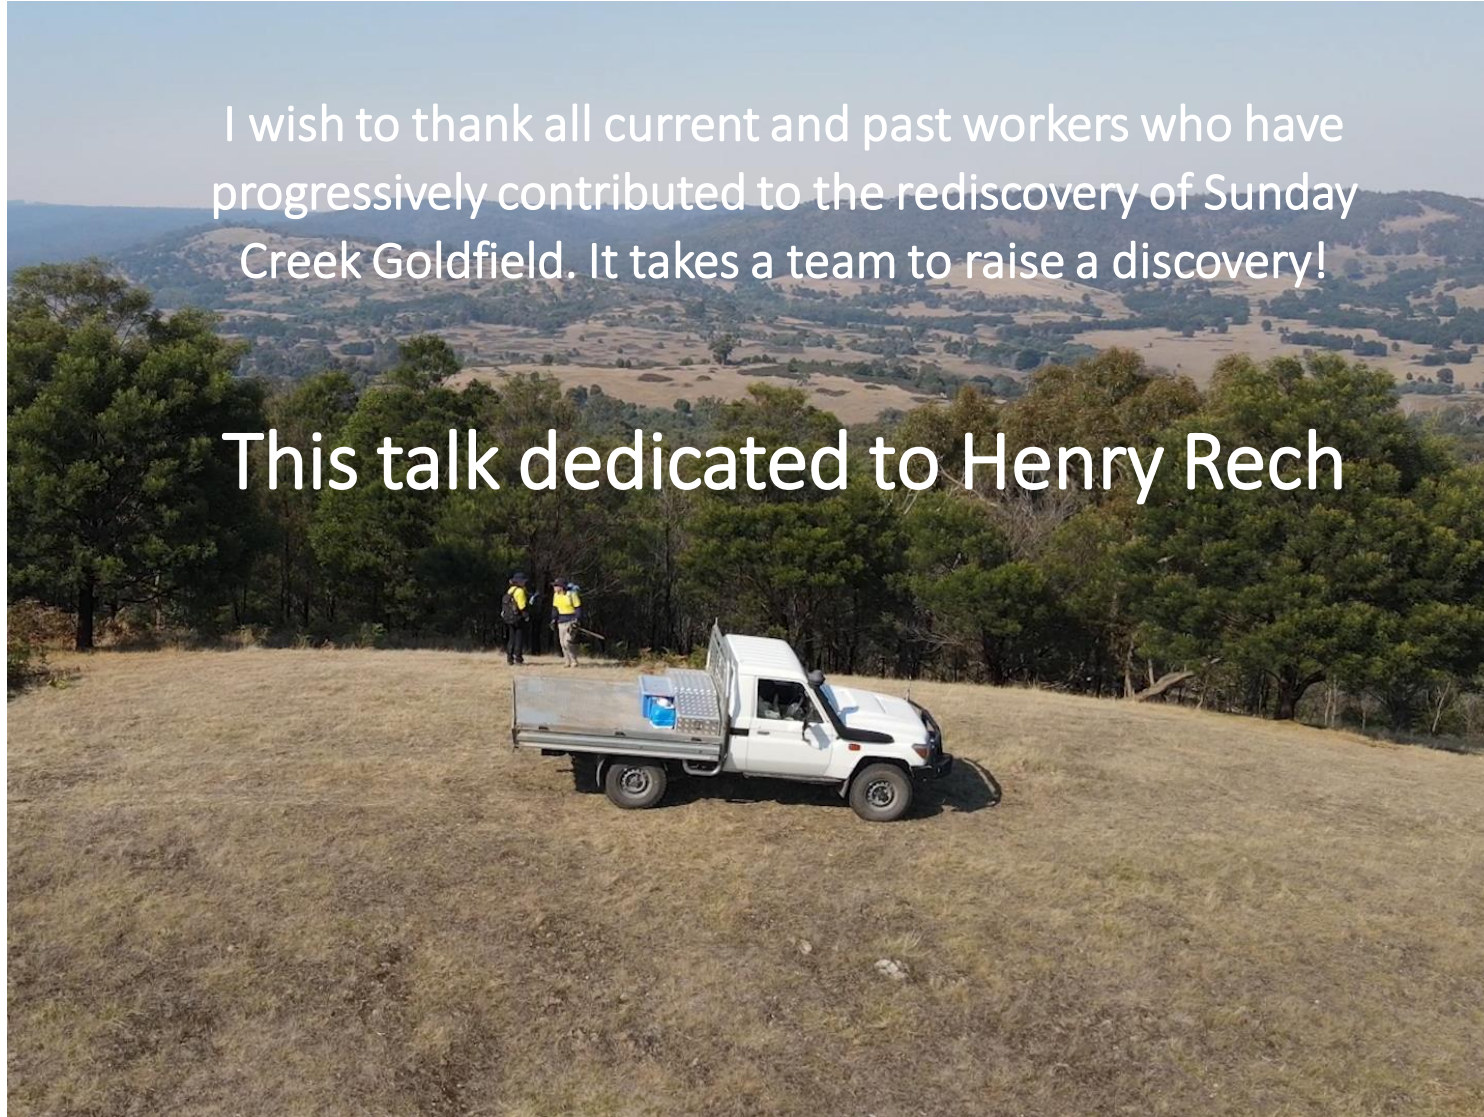 I wish to thank all current and past workers who have
progressively contributed to the rediscovery of Sunday
Creek Goldfield. It takes a team to raise a discovery!
This talk dedicated to Henry Rech